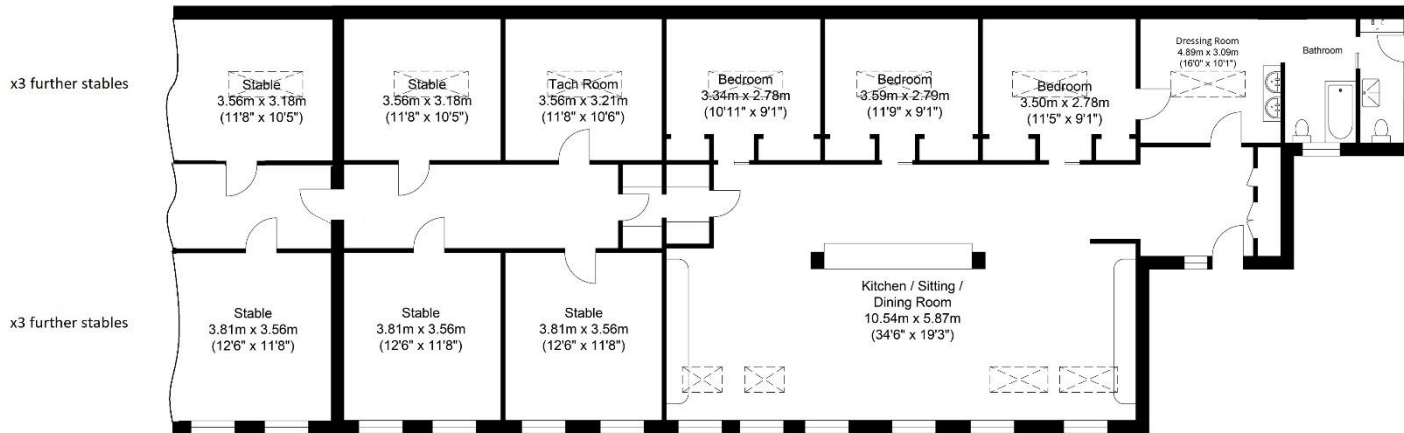 x3 further stables
Stable
3.56m x 3.18m
(11'8" x 10'5")
Stable
3.56m x 3.18m
(11'8" x 10'5")
Tach Room
3.56m x 3.21m
(11'8" x 10'6")
Bedroom
3.34m x 2.78m
(10'11" x 9'1")
Bedroom
3.59m x 2.79m
(11'9" x 9'1")
Bedroom
3.50m x 2.78m
(11'5" x 9'1")
Dressing Room
4.89m x 3.09m
(16'0" x 10'1")
Bathroom
x3 further stables
Stable
3.81m x 3.56m
(12'6" x 11'8")
Stable
3.81m x 3.56m
(12'6" x 11'8")
Stable
3.81m x 3.56m
(12'6" x 11'8")
Kitchen / Sitting /
Dining Room
10.54m x 5.87m
(34'6" x 19'3")